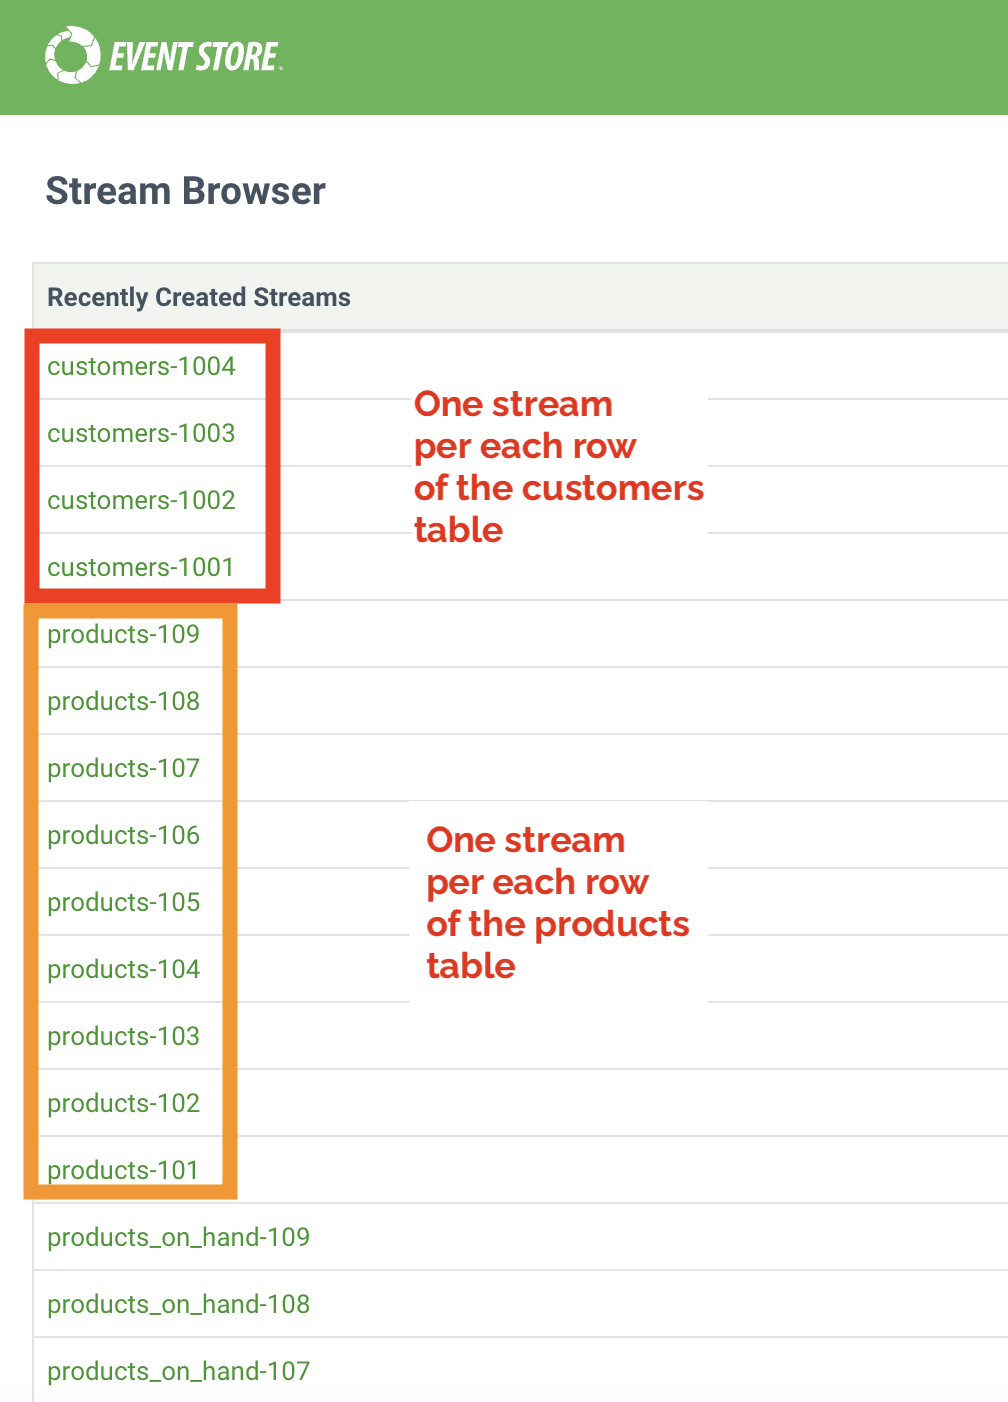 EVENT STORE
Stream Browser
Recently Created Streams
customers-1004
customers-1003
customers-1002
customers-1001
One stream
per each row
of the customers
table
products-109
products-108
products-107
products-106
products-105
products-104
products-103
products-102
products-101
One stream
per each row
of the products
table
products_on_hand-109
products_on_hand-108
products_on_hand-107